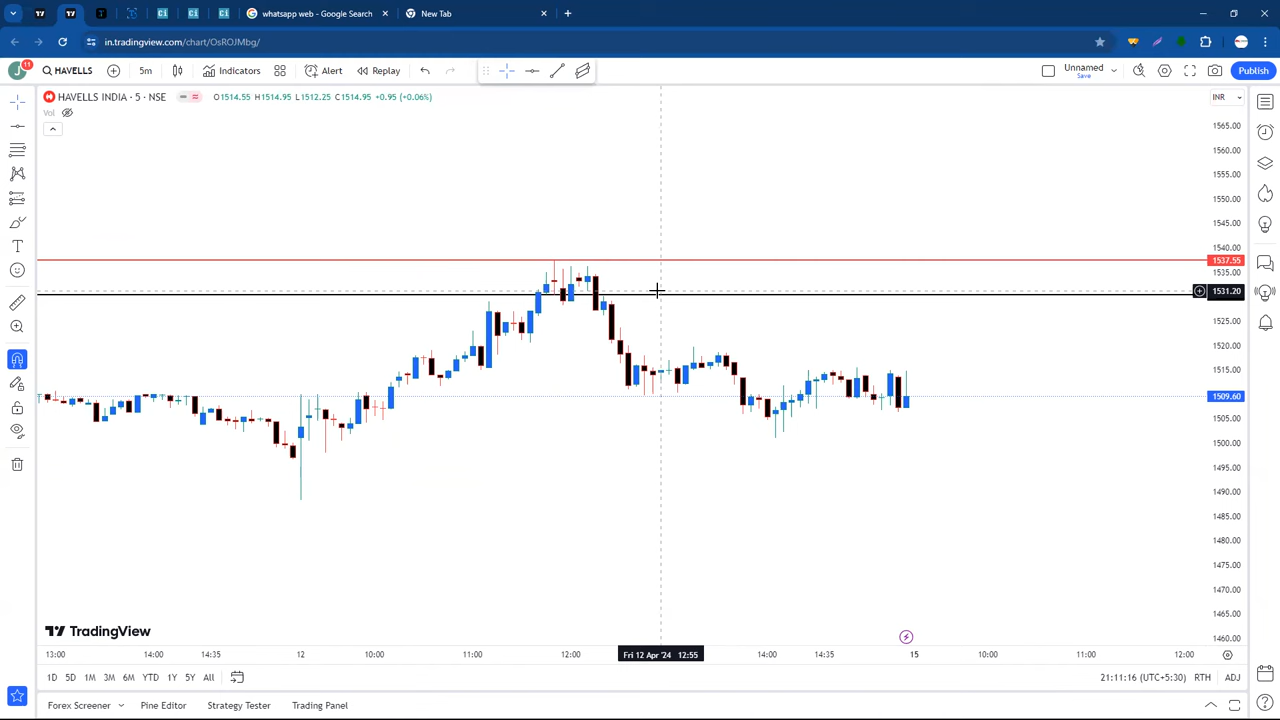 whatsapp web - Google Search
New Tab
in.tradingview.com/chart/OsROJMbg/
J
11
HAVELLS
5m
Indicators
Alert
Replay
Unnamed
Save
Publish
HAVELLS INDIA · 5 · NSE
O1514.55 H1514.95 L1512.25 C1514.95 +0.95 (+0.06%)
Vol
INR
1565.00
1560.00
1555.00
1550.00
1545.00
1540.00
1537.55
1535.00
1531.20
1525.00
1520.00
1515.00
1509.60
1505.00
1500.00
1495.00
1490.00
1485.00
1480.00
1475.00
1470.00
1465.00
1460.00
TradingView
13:00
14:00
14:35
12
10:00
11:00
12:00
Fri 12 Apr '24 12:55
14:00
14:35
15
10:00
11:00
12:00
1D
5D
1M
3M
6M
YTD
1Y
5Y
All
21:11:16 (UTC+5:30)
RTH
ADJ
Forex Screener
Pine Editor
Strategy Tester
Trading Panel